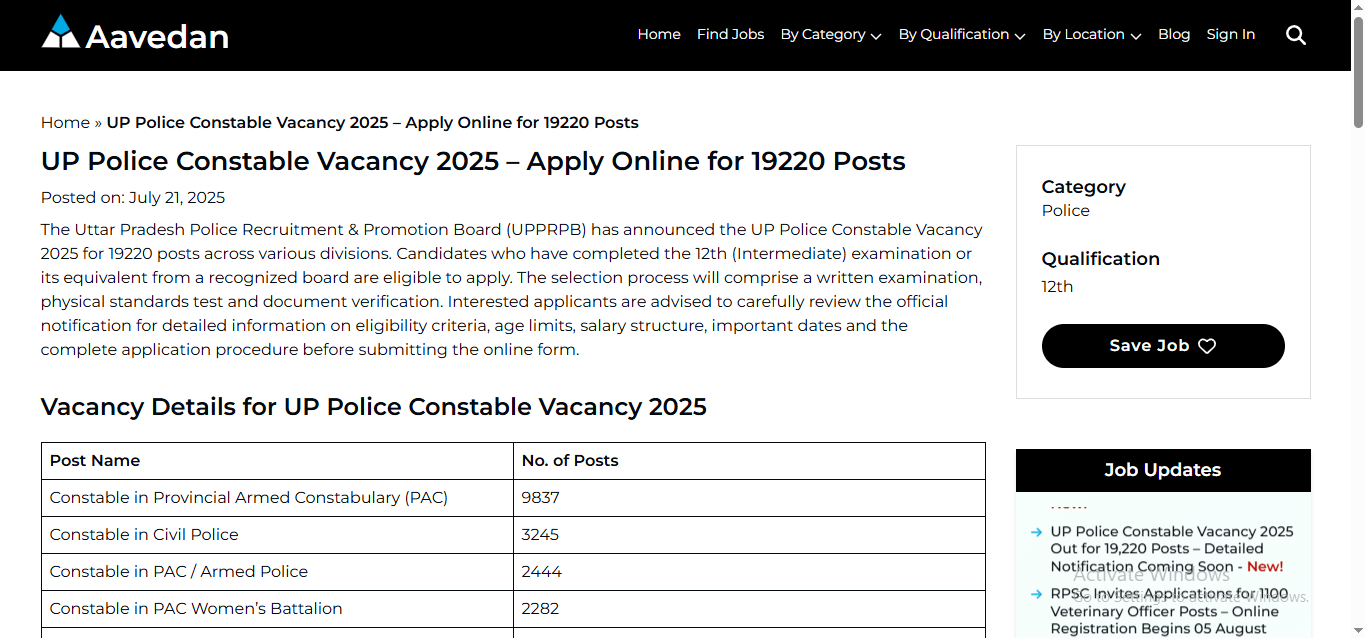 Aavedan
Home Find Jobs By Category By Qualification By Location Blog Sign In
Home » UP Police Constable Vacancy 2025 – Apply Online for 19220 Posts
UP Police Constable Vacancy 2025 – Apply Online for 19220 Posts
Posted on: July 21, 2025
The Uttar Pradesh Police Recruitment & Promotion Board (UPPRPB) has announced the UP Police Constable Vacancy
2025 for 19220 posts across various divisions. Candidates who have completed the 12th (Intermediate) examination or
its equivalent from a recognized board are eligible to apply. The selection process will comprise a written examination,
physical standards test and document verification. Interested applicants are advised to carefully review the official
notification for detailed information on eligibility criteria, age limits, salary structure, important dates and the
complete application procedure before submitting the online form.
Vacancy Details for UP Police Constable Vacancy 2025
Post Name No. of Posts
Constable in Provincial Armed Constabulary (PAC) 9837
Constable in Civil Police 3245
Constable in PAC / Armed Police 2444
Constable in PAC Women's Battalion 2282
Category
Police
Qualification
12th
Save Job
Job Updates
UP Police Constable Vacancy 2025
Out for 19,220 Posts – Detailed
Notification Coming Soon - New!
RPSC Invites Applications for 1100
Veterinary Officer Posts – Online
Registration Begins 05 August
Activate Windows
Go to Settings to activate Windows.